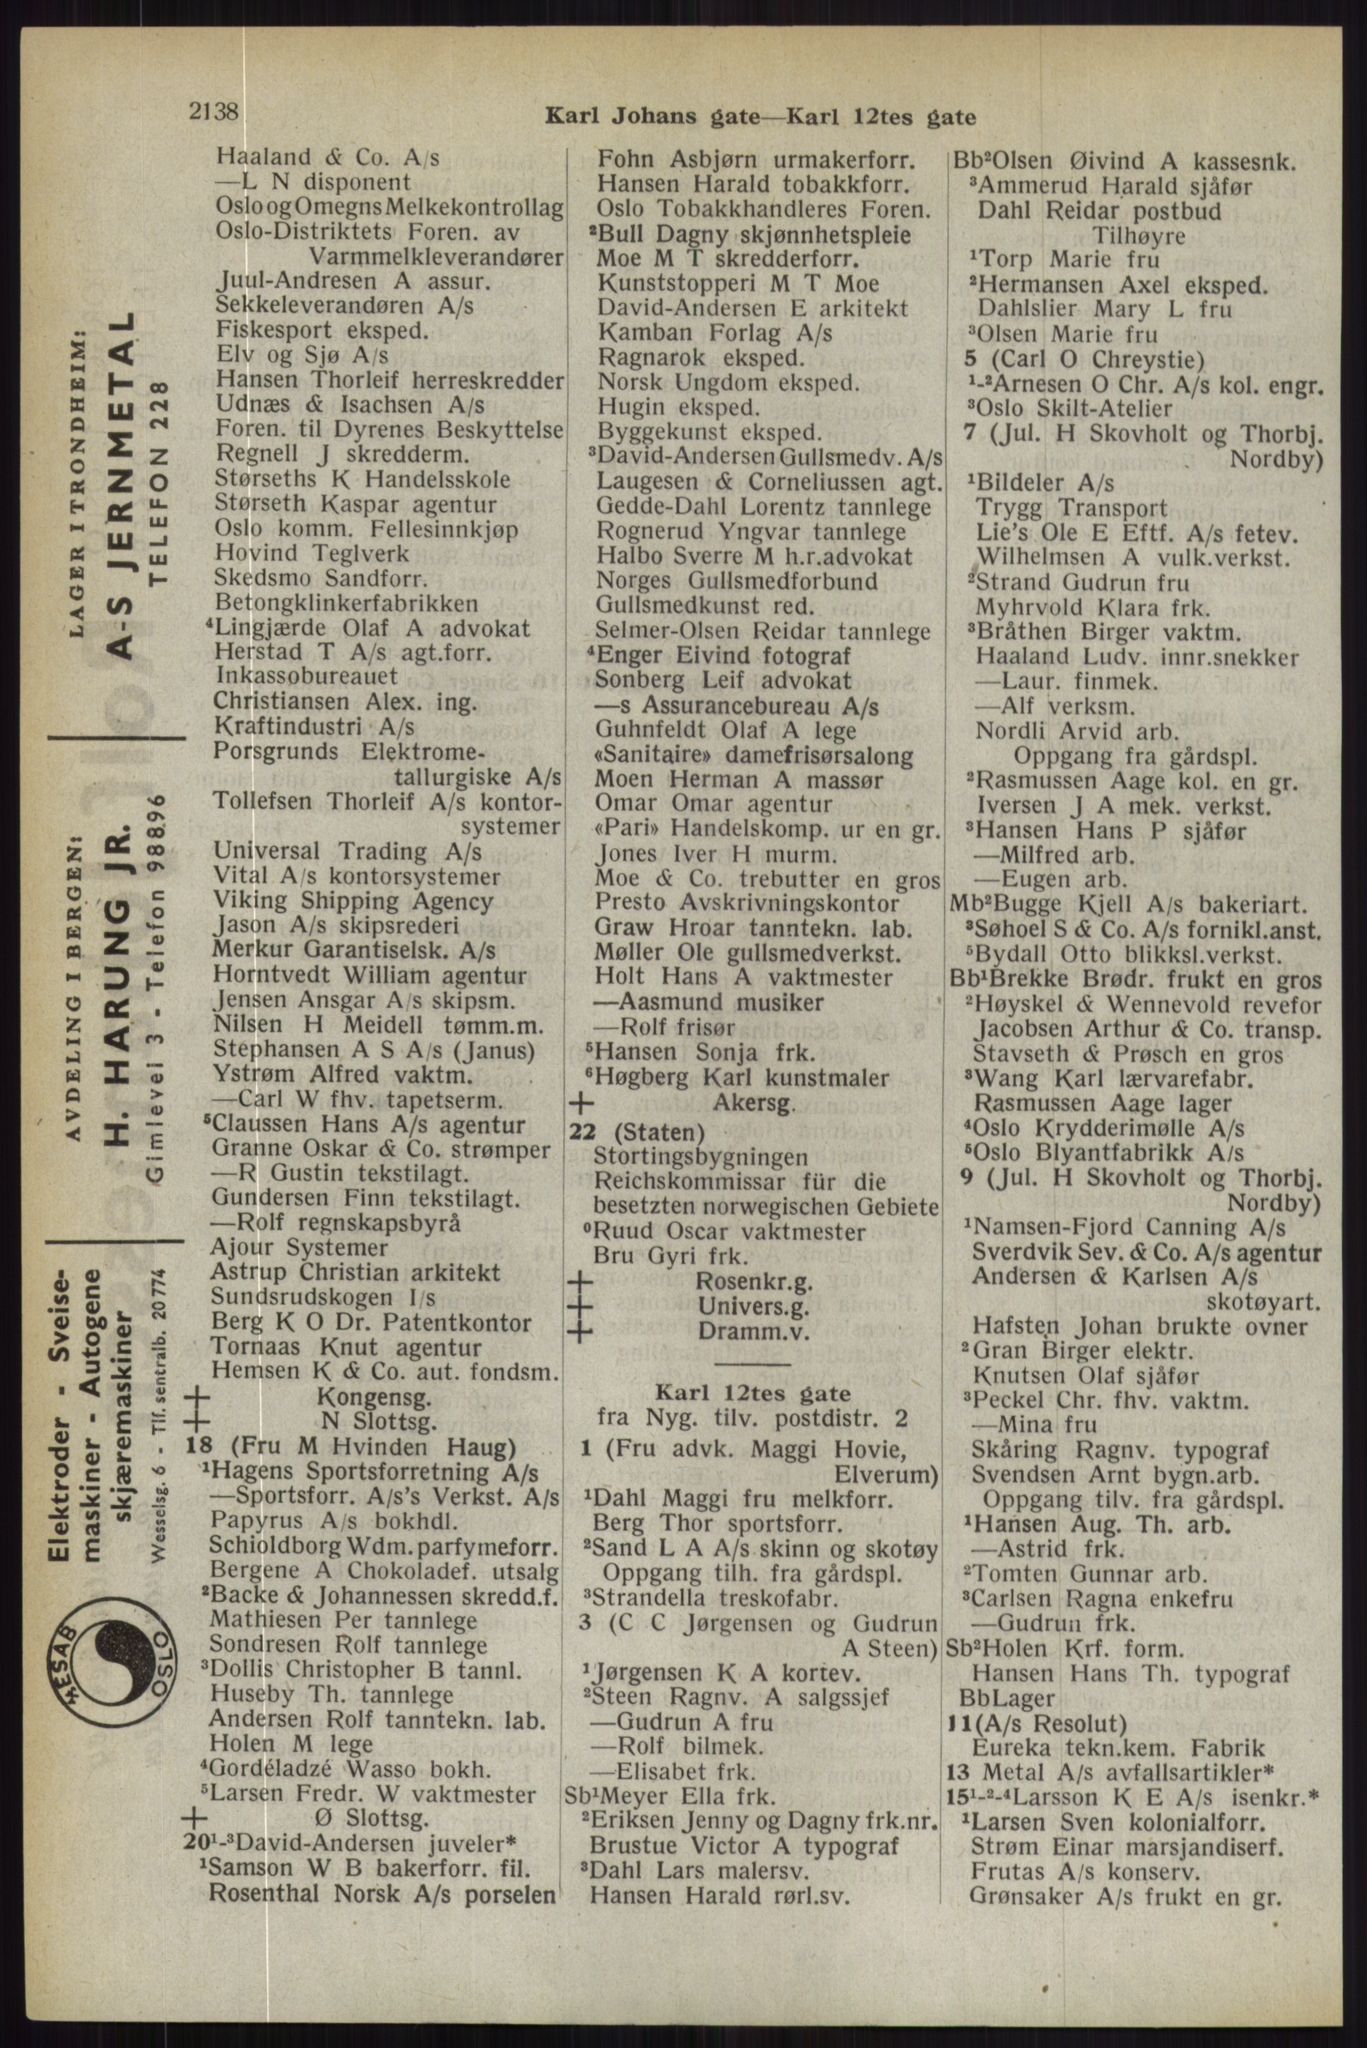 2138
Karl Johans gate—Karl 12tes gate
Haaland & Co. A/s
—L N disponent
Oslo og Omegns Melkekontrollag
Oslo-Distriktets Foren. av
Varmmelkleverandører
Juul-Andresen A assur.
Sekkeleverandøren A/s
Fiskesport eksped.
Elv og Sjø A/s
Hansen Thorleif herreskredder
Udnæs & Isachsen A/s
Foren. til Dyrenes Beskyttelse
Regnell J skredderm.
Størseths K Handelsskole
Størseth Kaspar agentur
Oslo komm. Fellesinnkjøp
Hovind Teglverk
Skedsmo Sandforr.
Betongklinkerfabrikken
⁴Lingjærde Olaf A advokat
Herstad T A/s agt.forr.
Inkassobureauet
Christiansen Alex. ing.
Kraftindustri A/s
Porsgrunds Elektrome-
tallurgiske A/s
Tollefsen Thorleif A/s kontor-
systemer
Universal Trading A/s
Vital A/s kontorsystemer
Viking Shipping Agency
Jason A/s skipsrederi
Merkur Garantiselsk. A/s
Horntvedt William agentur
Jensen Ansgar A/s skipsm.
Nilsen H Meidell tømm.m.
Stephansen A S A/s (Janus)
Ystrøm Alfred vaktm.
—Carl W fhv. tapetserm.
⁵Claussen Hans A/s agentur
Granne Oskar & Co. strømper
—R Gustin tekstilagt.
Gundersen Finn tekstilagt.
—Rolf regnskapsbyrå
Ajour Systemer
Astrup Christian arkitekt
Sundsrudskogen I/s
Berg K O Dr. Patentkontor
Tornaas Knut agentur
Hemsen K & Co. aut. fondsm.
+ Kongensg.
+ N Slottsg.
18 (Fru M Hvinden Haug)
¹Hagens Sportsforretning A/s
—Sportsforr. A/s's Verkst. A/s
Papyrus A/s bokhdl.
Schioldborg Wdm. parfymeforr.
Bergene A Chokoladef. utsalg
²Backe & Johannessen skredd.f.
Mathiesen Per tannlege
Sondresen Rolf tannlege
³Dollis Christopher B tannl.
Huseby Th. tannlege
Andersen Rolf tanntekn. lab.
Holen M lege
⁴Gordéladzé Wasso bokh.
⁵Larsen Fredr. W vaktmester
+ Ø Slottsg.
20¹-³David-Andersen juveler*
¹Samson W B bakerforr. fil.
Rosenthal Norsk A/s porselen
Fohn Asbjørn urmakerforr.
Hansen Harald tobakkforr.
Oslo Tobakkhandleres Foren.
²Bull Dagny skjønnhetspleie
Moe M T skredderforr.
Kunststopperi M T Moe
David-Andersen E arkitekt
Kamban Forlag A/s
Ragnarok eksped.
Norsk Ungdom eksped.
Hugin eksped.
Byggekunst eksped.
³David-Andersen Gullsmedv. A/s
Laugesen & Corneliussen agt.
Gedde-Dahl Lorentz tannlege
Rognerud Yngvar tannlege
Halbo Sverre M h.r.advokat
Norges Gullsmedforbund
Gullsmedkunst red.
Selmer-Olsen Reidar tannlege
⁴Enger Eivind fotograf
Sonberg Leif advokat
—s Assurancebureau A/s
Guhnfeldt Olaf A lege
«Sanitaire» damefrisørsalong
Moen Herman A massør
Omar Omar agentur
«Pari» Handelskomp. ur en gr.
Jones Iver H murm.
Moe & Co. trebutter en gros
Presto Avskrivningskontor
Graw Hroar tanntekn. lab.
Møller Ole gullsmedverkst.
Holt Hans A vaktmester
—Aasmund musiker
—Rolf frisør
⁵Hansen Sonja frk.
⁶Høgberg Karl kunstmaler
+ Akersg.
22 (Staten)
Stortingsbygningen
Reichskommissar für die
besetzten norwegischen Gebiete
⁰Ruud Oscar vaktmester
Bru Gyri frk.
+ Rosenkr.g.
+ Univers.g.
+ Dramm.v.
Karl 12tes gate
fra Nyg. tilv. postdistr. 2
1 (Fru advk. Maggi Hovie,
Elverum)
¹Dahl Maggi fru melkforr.
Berg Thor sportsforr.
²Sand L A A/s skinn og skotøy
Oppgang tilh. fra gårdspl.
³Strandella treskofabr.
3 (C C Jørgensen og Gudrun
A Steen)
¹Jørgensen K A kortev.
²Steen Ragnv. A salgssjef
—Gudrun A fru
—Rolf bilmek.
—Elisabet frk.
Sb¹Meyer Ella frk.
²Eriksen Jenny og Dagny frk.nr.
Brustue Victor A typograf
³Dahl Lars malersv.
Hansen Harald rørl.sv.
Bb²Olsen Øivind A kassesnk.
³Ammerud Harald sjåfør
Dahl Reidar postbud
Tilhøyre
¹Torp Marie fru
²Hermansen Axel eksped.
Dahlslier Mary L fru
³Olsen Marie fru
5 (Carl O Chreystie)
¹-²Arnesen O Chr. A/s kol. engr.
³Oslo Skilt-Atelier
7 (Jul. H Skovholt og Thorbj.
Nordby)
¹Bildeler A/s
Trygg Transport
Lie's Ole E Eftf. A/s fetev.
Wilhelmsen A vulk.verkst.
²Strand Gudrun fru
Myhrvold Klara frk.
³Bråthen Birger vaktm.
Haaland Ludv. innr.snekker
—Laur. finmek.
—Alf verksm.
Nordli Arvid arb.
Oppgang fra gårdspl.
²Rasmussen Aage kol. en gr.
Iversen J A mek. verkst.
³Hansen Hans P sjåfør
—Milfred arb.
—Eugen arb.
Mb²Bugge Kjell A/s bakeriart.
³Søhoel S & Co. A/s fornikl.anst.
⁵Bydall Otto blikksl.verkst.
Bb¹Brekke Brødr. frukt en gros
²Høyskel & Wennevold revefor
Jacobsen Arthur & Co. transp.
Stavseth & Prøsch en gros
³Wang Karl lærvarefabr.
Rasmussen Aage lager
⁴Oslo Krydderimølle A/s
⁵Oslo Blyantfabrikk A/s
9 (Jul. H Skovholt og Thorbj.
Nordby)
¹Namsen-Fjord Canning A/s
Sverdvik Sev. & Co. A/s agentur
Andersen & Karlsen A/s
skotøyart.
Hafsten Johan brukte ovner
²Gran Birger elektr.
Knutsen Olaf sjåfør
³Peckel Chr. fhv. vaktm.
—Mina fru
Skåring Ragnv. typograf
Svendsen Arnt bygn.arb.
Oppgang tilv. fra gårdspl.
¹Hansen Aug. Th. arb.
—Astrid frk.
²Tomten Gunnar arb.
³Carlsen Ragna enkefru
—Gudrun frk.
Sb²Holen Krf. form.
Hansen Hans Th. typograf
BbLager
11(A/s Resolut)
Eureka tekn.kem. Fabrik
13 Metal A/s avfallsartikler*
15¹-²-⁴Larsson K E A/s isenkr.*
¹Larsen Sven kolonialforr.
Strøm Einar marsjandiserf.
Frutas A/s konserv.
Grønsaker A/s frukt en gr.
LAGER I TRONDHEIM:
A-S JERNMETAL
TELEFON 228
AVDELING I BERGEN:
H. HARUNG JR.
Gimlevei 3 - Telefon 98896
Elektroder - Sveise-
maskiner - Autogene
skjæremaskiner
Wesselsg. 6 - Tlf. sentralb. 20774
KESAB
OSLO